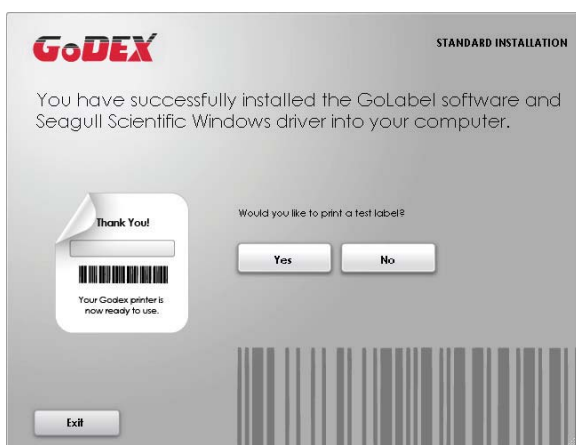 GoDEX
STANDARD INSTALLATION
You have successfully installed the GoLabel software and
Seagull Scientific Windows driver into your computer.
Thank You!
Your Godex printer is
now ready to use.
Would you like to print a test label?
Yes
No
Exit